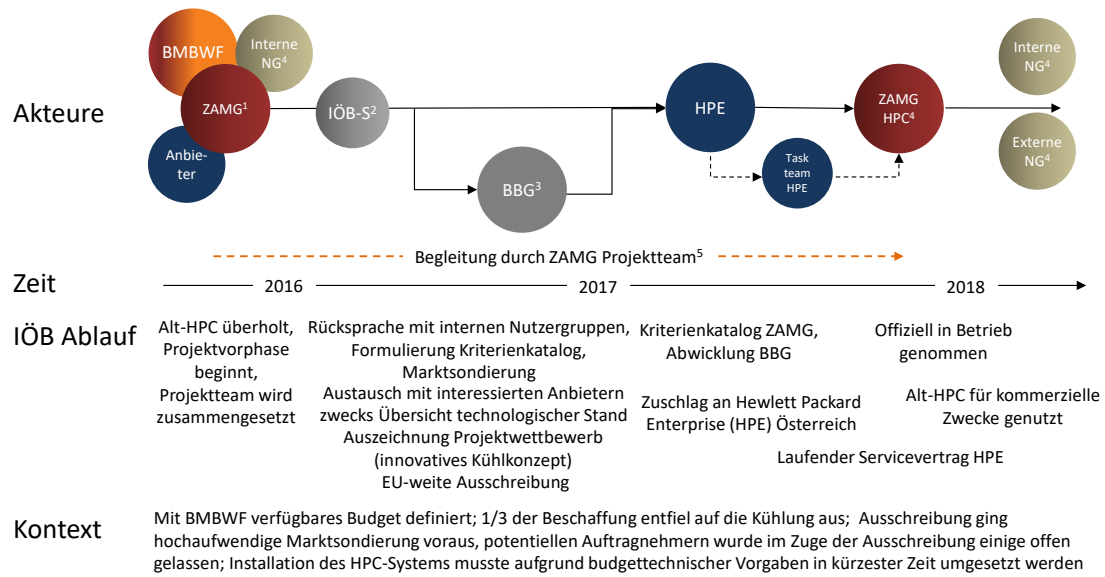 BMBWF
Interne
NG⁴
ZAMG¹
Anbie-
ter
IÖB-S²
BBG³
HPE
Task
team
HPE
ZAMG
HPC⁴
Interne
NG⁴
Externe
NG⁴
Akteure
Begleitung durch ZAMG Projektteam⁵
Zeit
2016
2017
2018
IÖB Ablauf
Alt-HPC überholt,
Projektvorphase
beginnt,
Projektteam wird
zusammengesetzt
Rücksprache mit internen Nutzergruppen,
Formulierung Kriterienkatalog,
Marktsondierung
Austausch mit interessierten Anbietern
zwecks Übersicht technologischer Stand
Auszeichnung Projektwettbewerb
(innovatives Kühlkonzept)
EU-weite Ausschreibung
Kriterienkatalog ZAMG,
Abwicklung BBG
Zuschlag an Hewlett Packard
Enterprise (HPE) Österreich
Offiziell in Betrieb
genommen
Alt-HPC für kommerzielle
Zwecke genutzt
Laufender Servicevertrag HPE
Kontext
Mit BMBWF verfügbares Budget definiert; 1/3 der Beschaffung entfiel auf die Kühlung aus; Ausschreibung ging
hochaufwendige Marktsondierung voraus, potentiellen Auftragnehmern wurde im Zuge der Ausschreibung einige offen
gelassen; Installation des HPC-Systems musste aufgrund budgettechnischer Vorgaben in kürzester Zeit umgesetzt werden